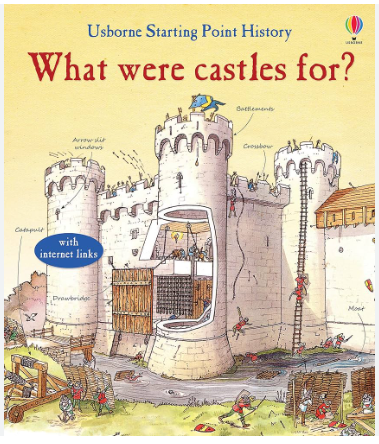 Usborne Starting Point History
USBORNE
What were castles for?
Battlements
Arrow slit
windows
Crossbow
Catapult
with
internet links
Drawbridge
Moat